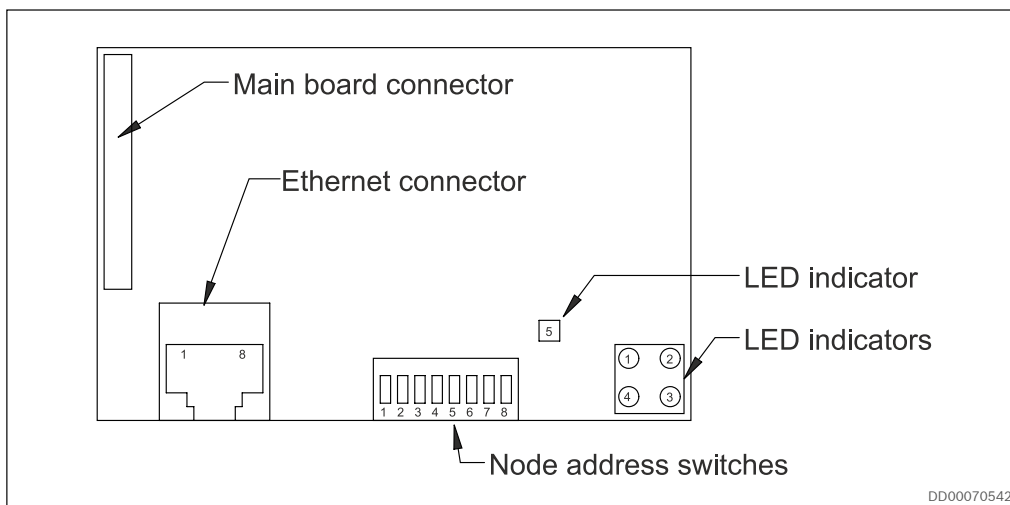 Main board connector
Ethernet connector
LED indicator
5
LED indicators
1 8
1 2
4 3
1 2 3 4 5 6 7 8
Node address switches
DD00070542